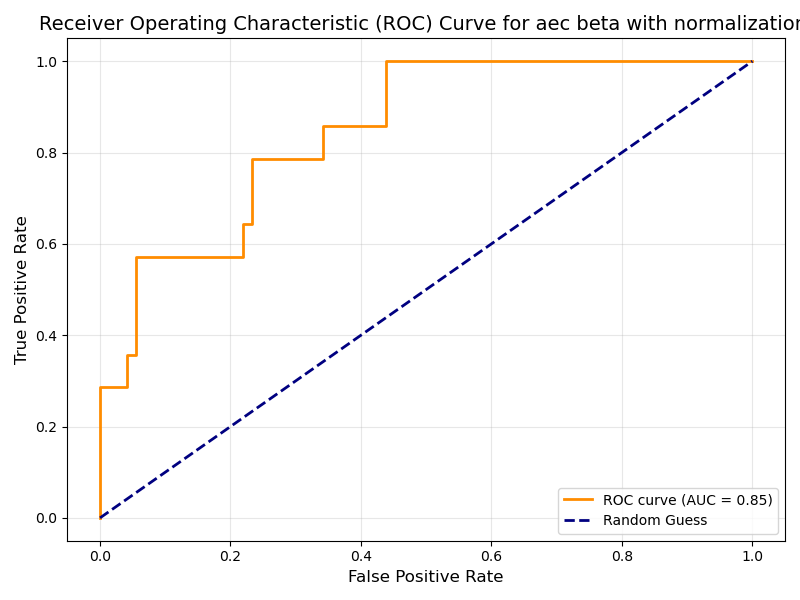 Receiver Operating Characteristic (ROC) Curve for aec beta with normalization
1.0
0.8
0.6
0.4
0.2
0.0
True Positive Rate
0.0 0.2 0.4 0.6 0.8 1.0
False Positive Rate
ROC curve (AUC = 0.85)
Random Guess